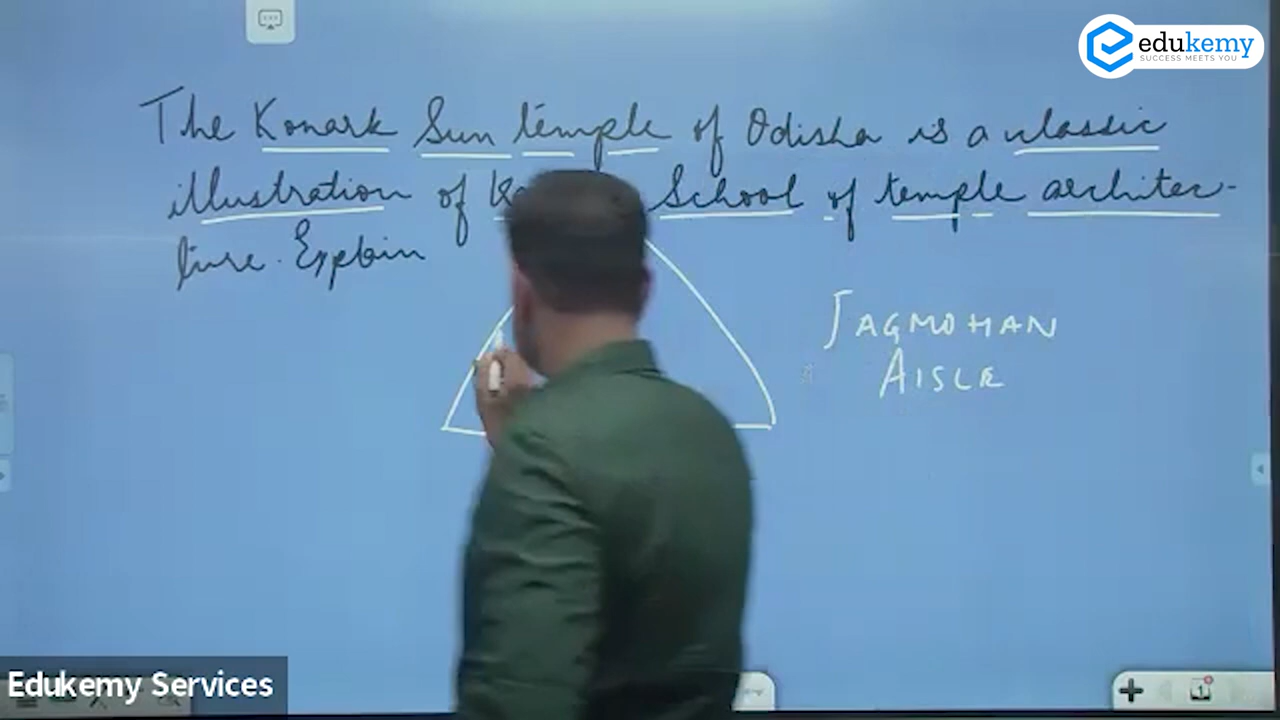 edukemy
SUCCESS MEETS YOU
The Konark Sun temple of Odisha is a classic
illustration of School of temple architec-
ture. Explain
JAGMOHAN
AISLE
Edukemy Services
1